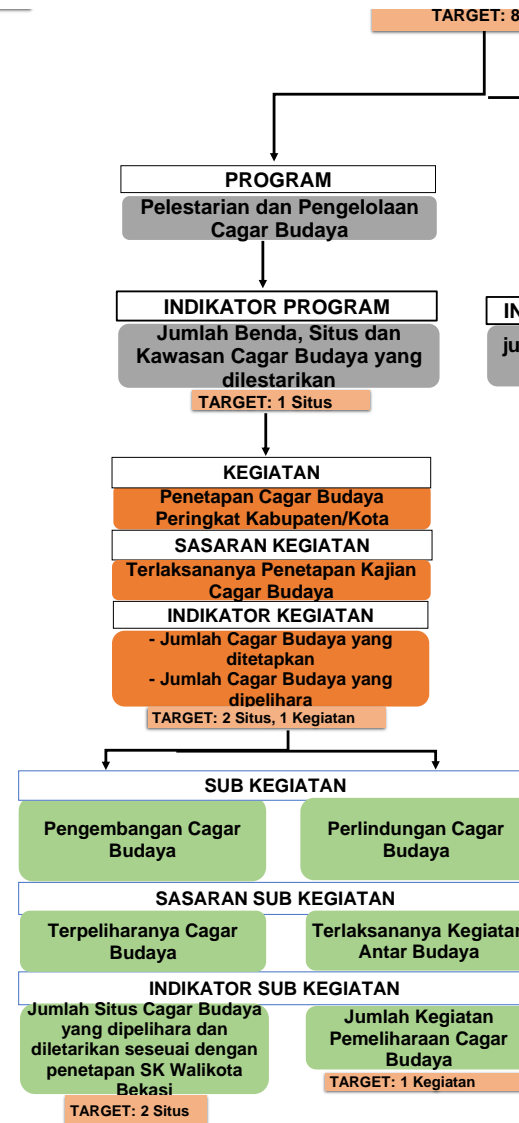 TARGET: 8
PROGRAM
Pelestarian dan Pengelolaan
Cagar Budaya
INDIKATOR PROGRAM
Jumlah Benda, Situs dan
Kawasan Cagar Budaya yang
dilestarikan
TARGET: 1 Situs
IN
ju
KEGIATAN
Penetapan Cagar Budaya
Peringkat Kabupaten/Kota
SASARAN KEGIATAN
Terlaksananya Penetapan Kajian
Cagar Budaya
INDIKATOR KEGIATAN
- Jumlah Cagar Budaya yang
ditetapkan
- Jumlah Cagar Budaya yang
dipelihara
TARGET: 2 Situs, 1 Kegiatan
SUB KEGIATAN
Pengembangan Cagar
Budaya
Perlindungan Cagar
Budaya
SASARAN SUB KEGIATAN
Terpeliharanya Cagar
Budaya
Terlaksananya Kegiatan
Antar Budaya
INDIKATOR SUB KEGIATAN
Jumlah Situs Cagar Budaya
yang dipelihara dan
diletarikan seseuai dengan
penetapan SK Walikota
Bekasi
TARGET: 2 Situs
Jumlah Kegiatan
Pemeliharaan Cagar
Budaya
TARGET: 1 Kegiatan